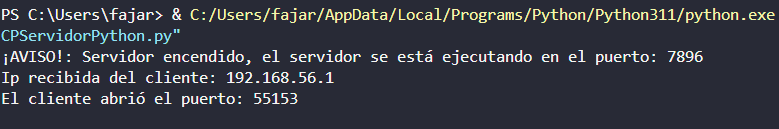 PS C:\Users\fajar> & C:/Users/fajar/AppData/Local/Programs/Python/Python311/python.exe
CPServidorPython.py"
¡AVISO!: Servidor encendido, el servidor se está ejecutando en el puerto: 7896
Ip recibida del cliente: 192.168.56.1
El cliente abrió el puerto: 55153